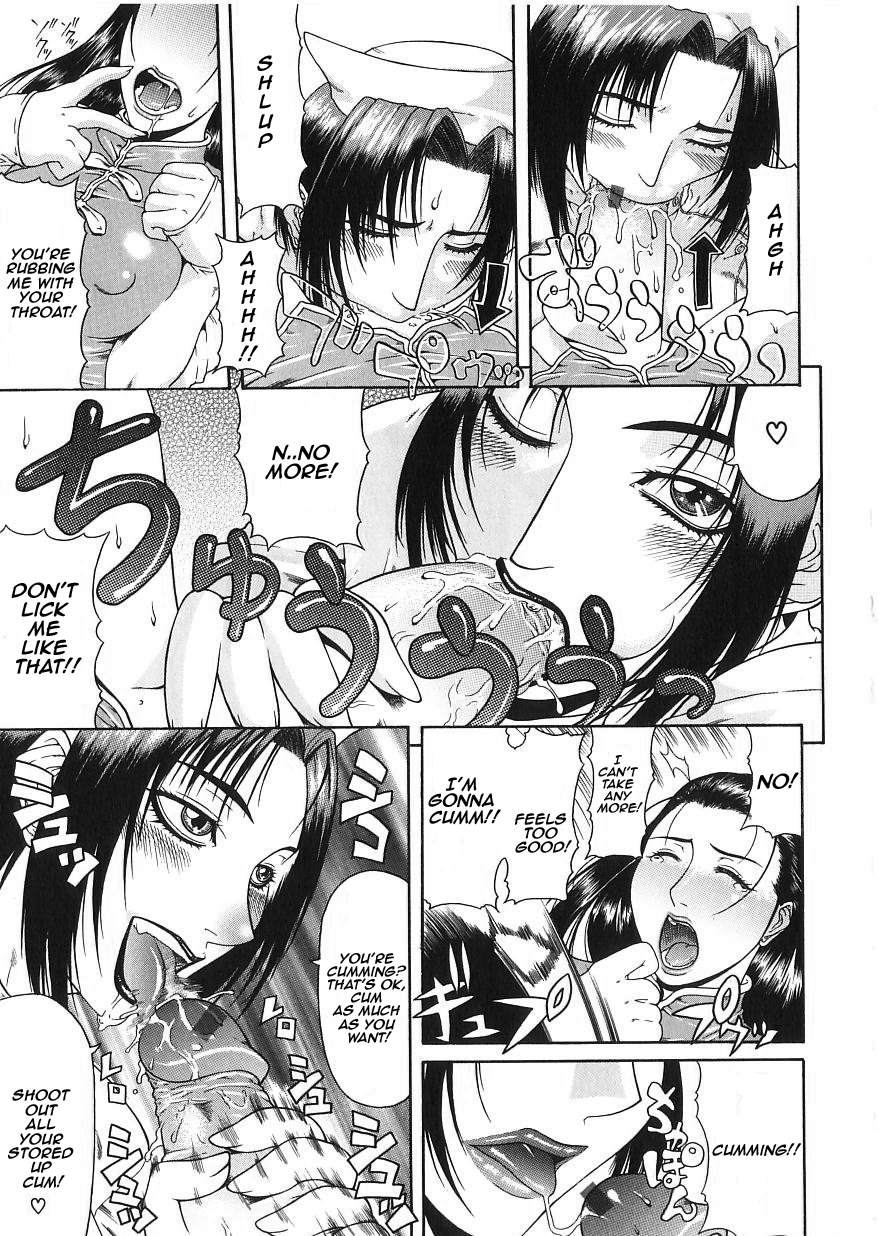 AHGH
SHLUP
AHHHH!!
YOU'RE
RUBBING
ME WITH
YOUR
THROAT!
♡
N..NO
MORE!
DON'T
LICK
ME
LIKE
THAT!!
ちゅうううっ
NO!
I
CAN'T
TAKE
ANY
MORE!
FEELS
TOO
GOOD!
I'M
GONNA
CUMM!!
YOU'RE
CUMMING?
THAT'S OK,
CUM
AS MUCH
AS YOU
WANT!
SHOOT
OUT
ALL
YOUR
STORED
UP
CUM!
♡
CUMMING!!